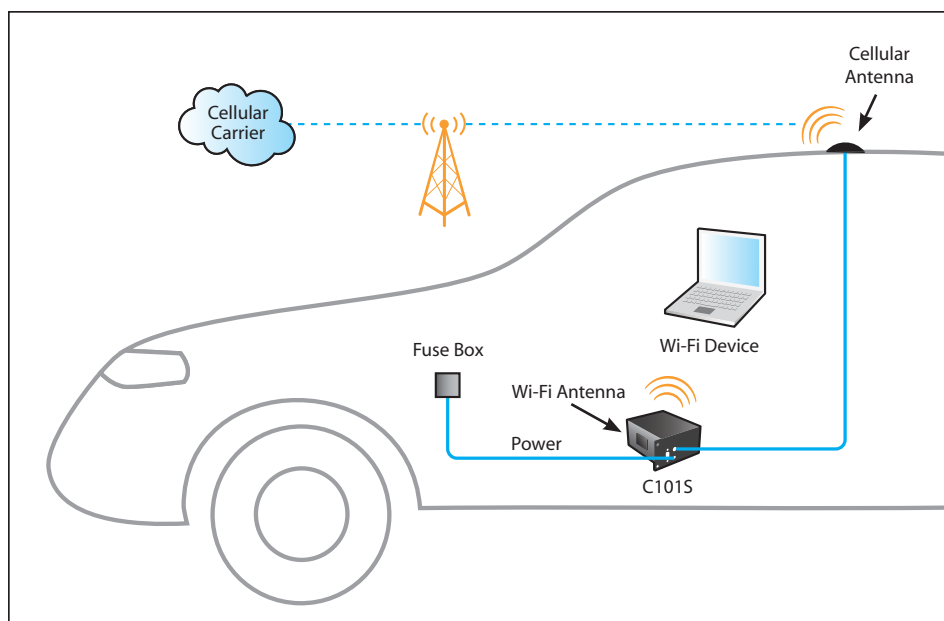 Cellular
Antenna
Cellular
Carrier
Wi-Fi Device
Fuse Box
Wi-Fi Antenna
Power
C101S